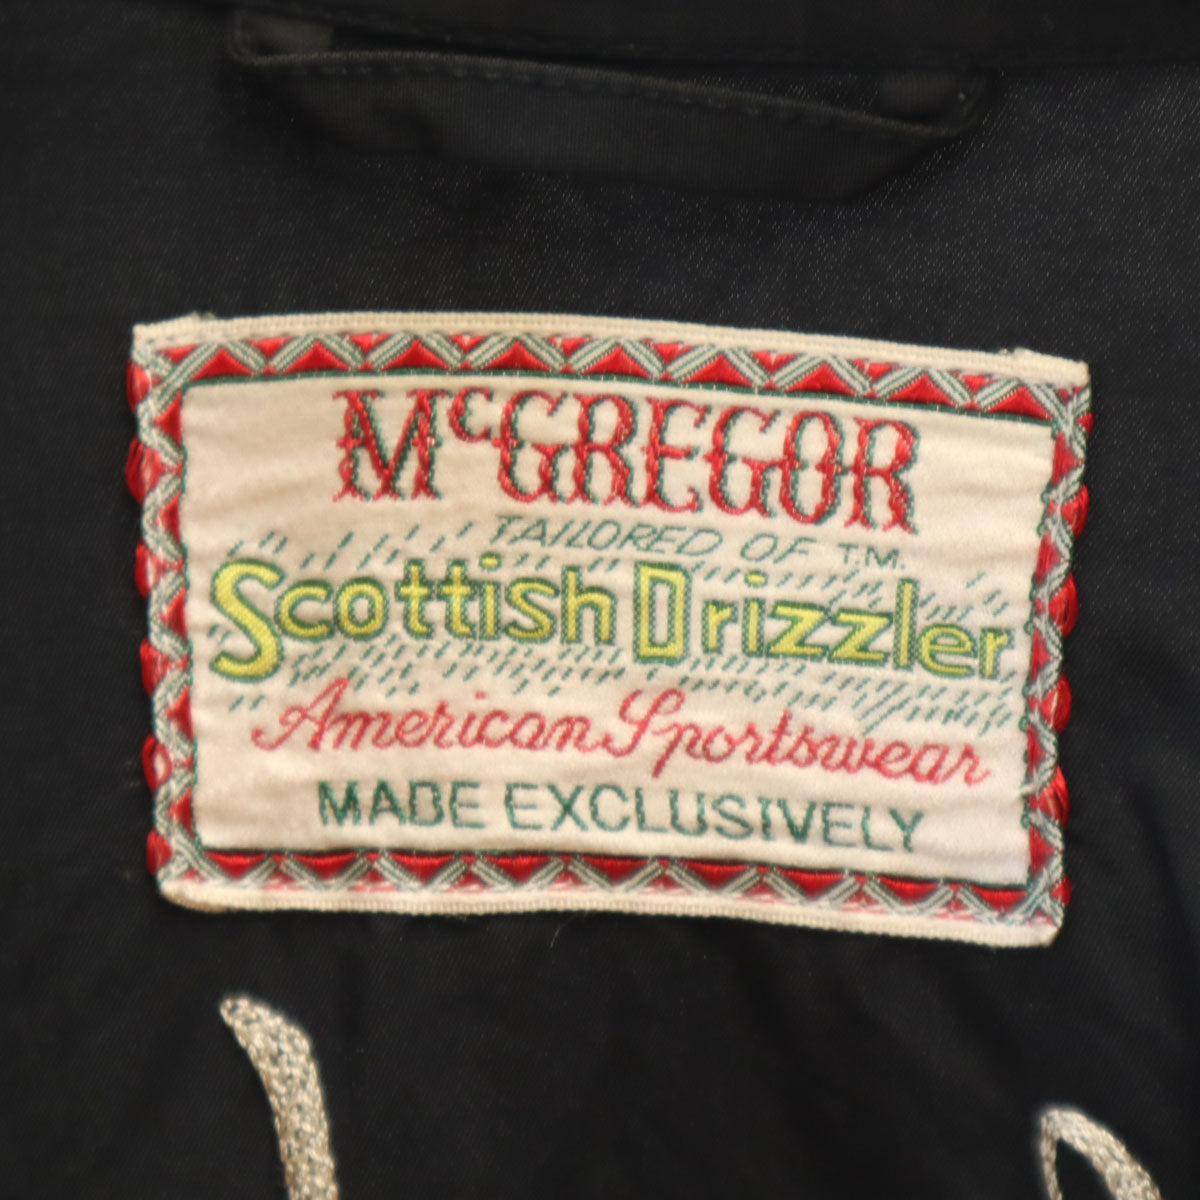 McGREGOR
TAILORED OF T.M.
Scottish Drizzler
American Sportswear
MADE EXCLUSIVELY